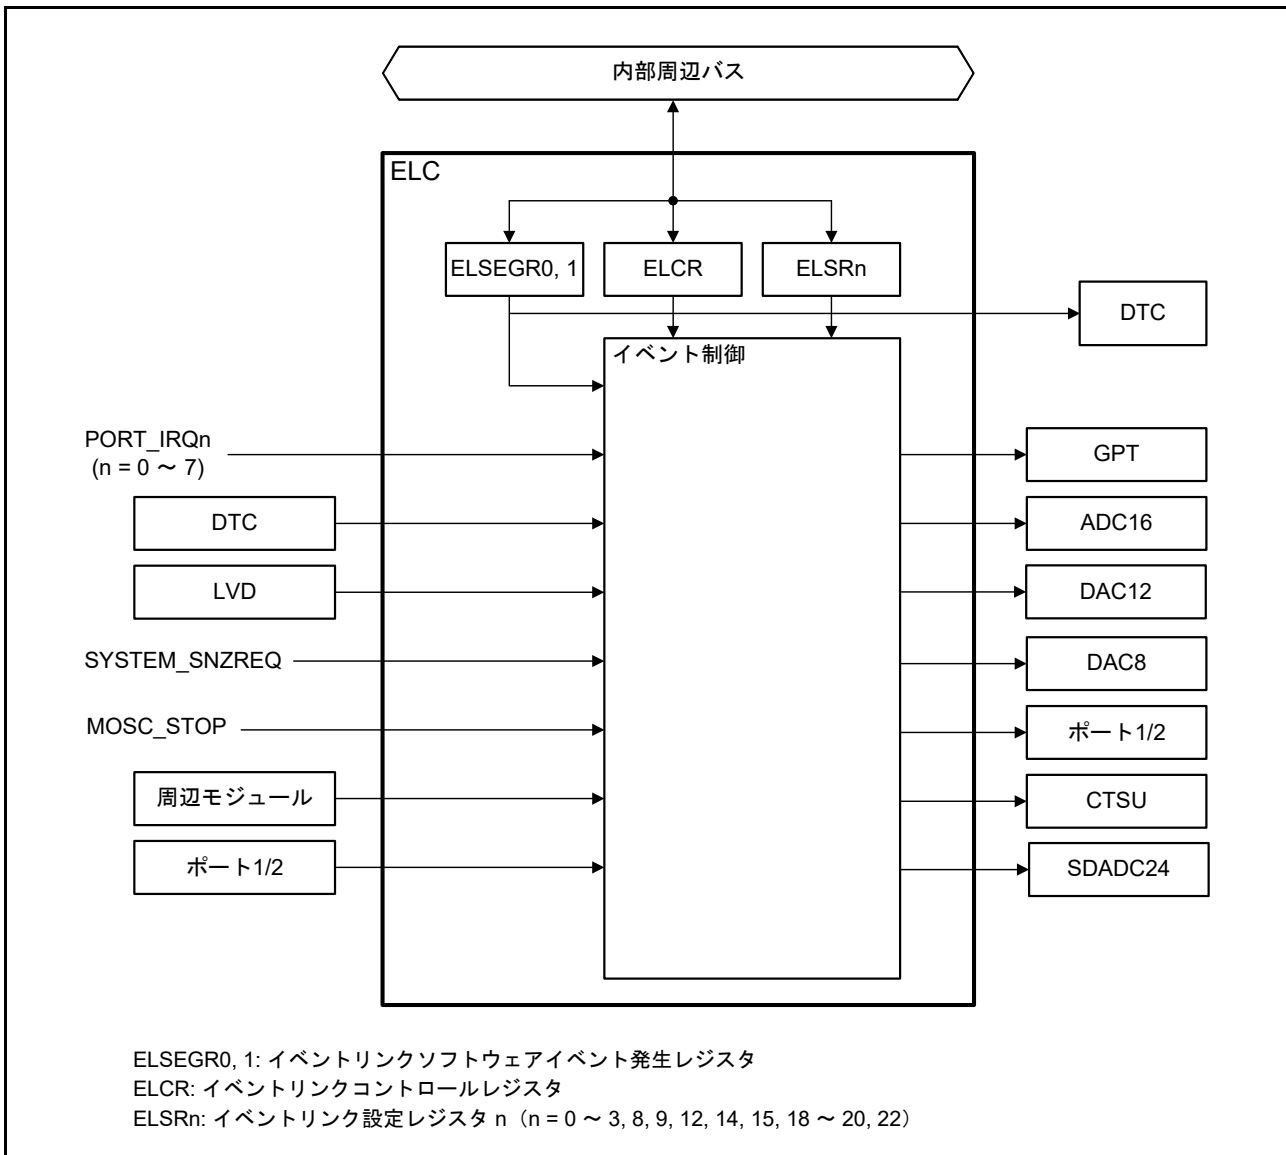 内部周辺バス
ELC
ELSEGR0, 1
ELCR
ELSRn
DTC
イベント制御
PORT_IRQn
(n = 0 ～ 7)
GPT
DTC
ADC16
LVD
DAC12
SYSTEM_SNZREQ
DAC8
MOSC_STOP
ポート1/2
周辺モジュール
CTSU
ポート1/2
SDADC24
ELSEGR0, 1: イベントリンクソフトウェアイベント発生レジスタ
ELCR: イベントリンクコントロールレジスタ
ELSRn: イベントリンク設定レジスタ n（n = 0 ～ 3, 8, 9, 12, 14, 15, 18 ～ 20, 22）